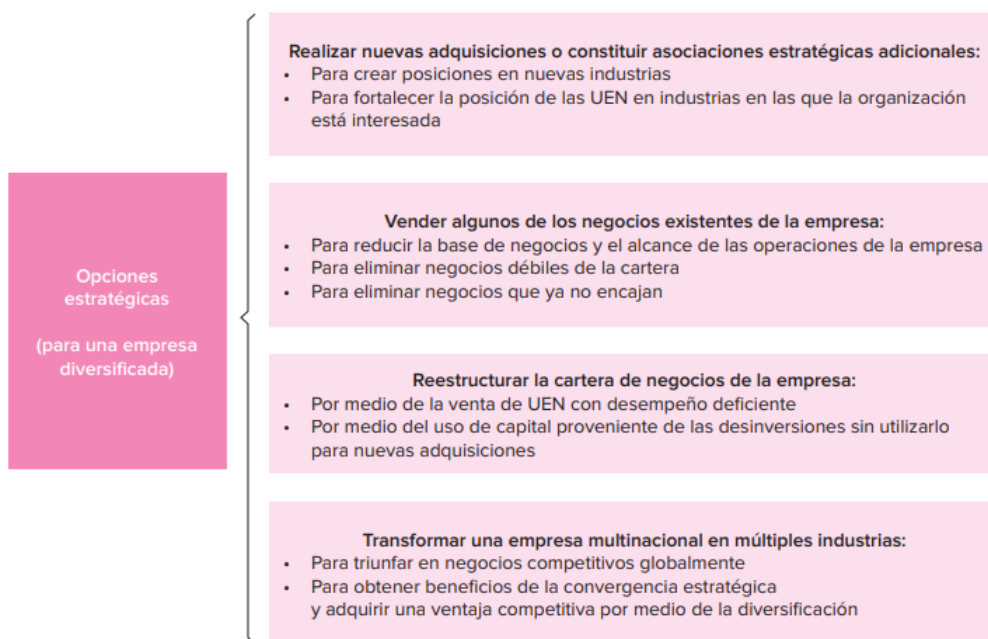 Opciones
estratégicas
(para una empresa
diversificada)
Realizar nuevas adquisiciones o constituir asociaciones estratégicas adicionales:
• Para crear posiciones en nuevas industrias
• Para fortalecer la posición de las UEN en industrias en las que la organización
está interesada
Vender algunos de los negocios existentes de la empresa:
• Para reducir la base de negocios y el alcance de las operaciones de la empresa
• Para eliminar negocios débiles de la cartera
• Para eliminar negocios que ya no encajan
Reestructurar la cartera de negocios de la empresa:
• Por medio de la venta de UEN con desempeño deficiente
• Por medio del uso de capital proveniente de las desinversiones sin utilizarlo
para nuevas adquisiciones
Transformar una empresa multinacional en múltiples industrias:
• Para triunfar en negocios competitivos globalmente
• Para obtener beneficios de la convergencia estratégica
y adquirir una ventaja competitiva por medio de la diversificación